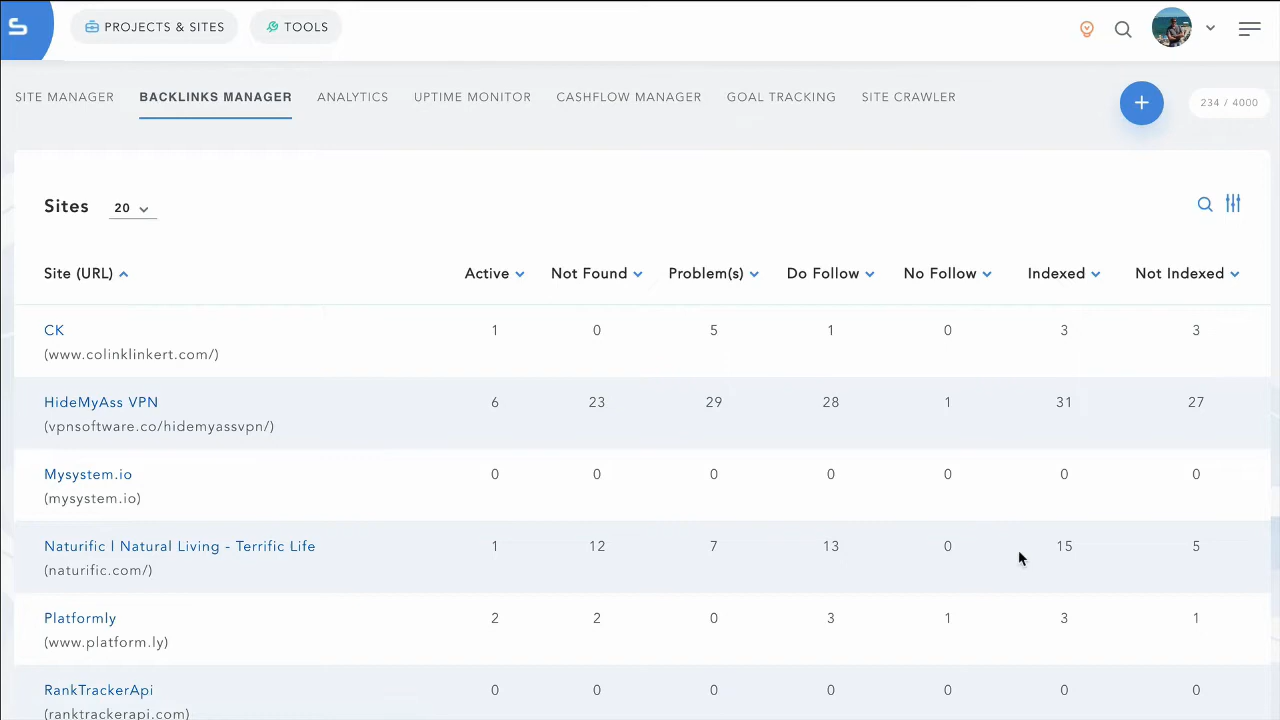 S
PROJECTS & SITES TOOLS
SITE MANAGER BACKLINKS MANAGER ANALYTICS UPTIME MONITOR CASHFLOW MANAGER GOAL TRACKING SITE CRAWLER
234 / 4000
Sites 20
Site (URL) Active Not Found Problem(s) Do Follow No Follow Indexed Not Indexed
CK 1 0 5 1 0 3 3
(www.colinklinkert.com/)
HideMyAss VPN 6 23 29 28 1 31 27
(vpnsoftware.co/hidemyassvpn/)
Mysystem.io 0 0 0 0 0 0 0
(mysystem.io)
Naturific | Natural Living - Terrific Life 1 12 7 13 0 15 5
(naturific.com/)
Platformly 2 2 0 3 1 3 1
(www.platform.ly)
RankTrackerApi 0 0 0 0 0 0 0
(ranktrackerapi.com)